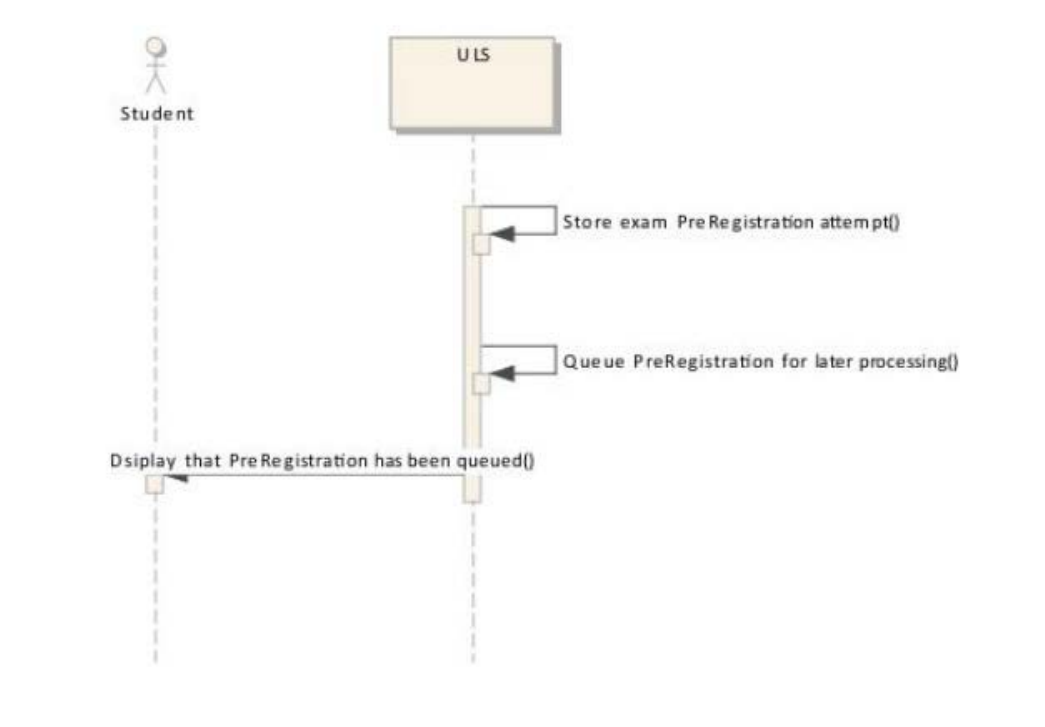 ULS
Student
Store exam PreRegistration attempt()
Queue PreRegistration for later processing()
Dsiplay that PreRegistration has been queued()